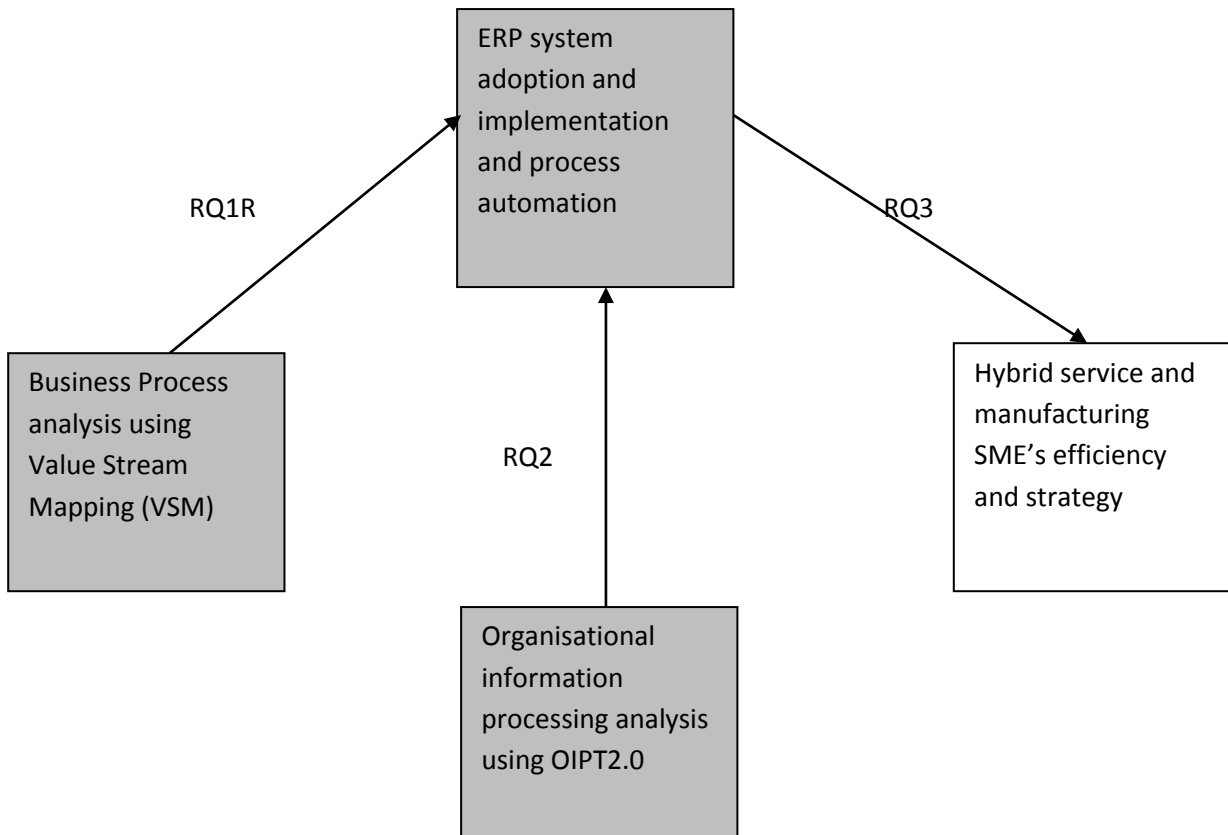 ERP system
adoption and
implementation
and process
automation
RQ1R
RQ3
Business Process
analysis using
Value Stream
Mapping (VSM)
RQ2
Hybrid service and
manufacturing
SME’s efficiency
and strategy
Organisational
information
processing analysis
using OIPT2.0